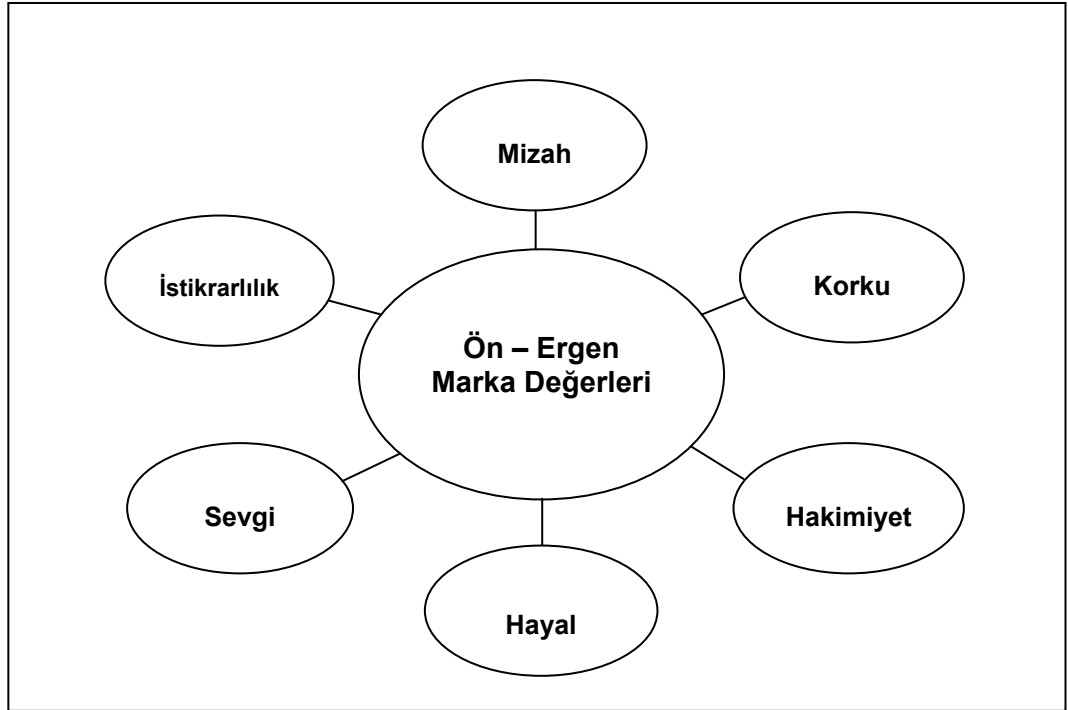 Mizah
İstikrarlılık
Korku
Ön – Ergen
Marka Değerleri
Sevgi
Hakimiyet
Hayal